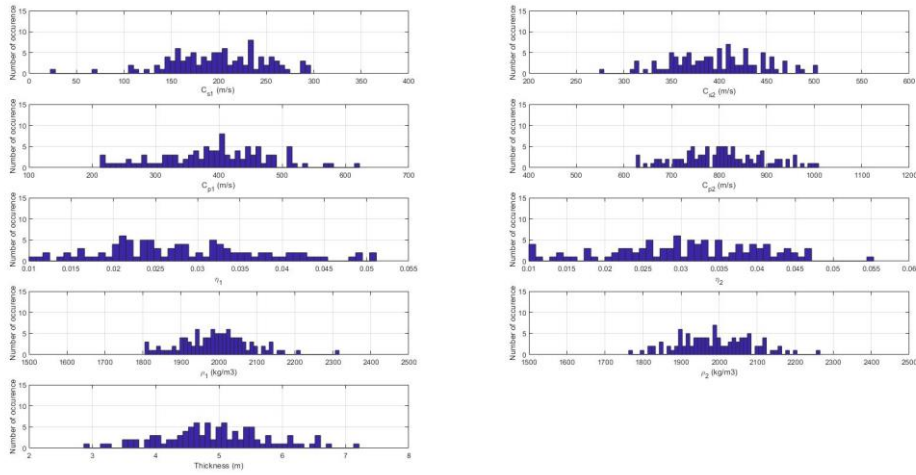 Number of occurence
15
10
5
0
0 50 100 150 200 250 300 350 400
C_s1 (m/s)
Number of occurence
15
10
5
0
200 250 300 350 400 450 500 550 600
C_s2 (m/s)
Number of occurence
15
10
5
0
100 200 300 400 500 600 700
C_p1 (m/s)
Number of occurence
15
10
5
0
400 500 600 700 800 900 1000 1100 1200
C_p2 (m/s)
Number of occurence
15
10
5
0
0.01 0.015 0.02 0.025 0.03 0.035 0.04 0.045 0.05 0.055
η_1
Number of occurence
15
10
5
0
0.01 0.015 0.02 0.025 0.03 0.035 0.04 0.045 0.05 0.055 0.06
η_2
Number of occurence
15
10
5
0
1500 1600 1700 1800 1900 2000 2100 2200 2300 2400 2500
ρ_1 (kg/m3)
Number of occurence
15
10
5
0
1500 1600 1700 1800 1900 2000 2100 2200 2300 2400 2500
ρ_2 (kg/m3)
Number of occurence
15
10
5
0
2 3 4 5 6 7 8
Thickness (m)